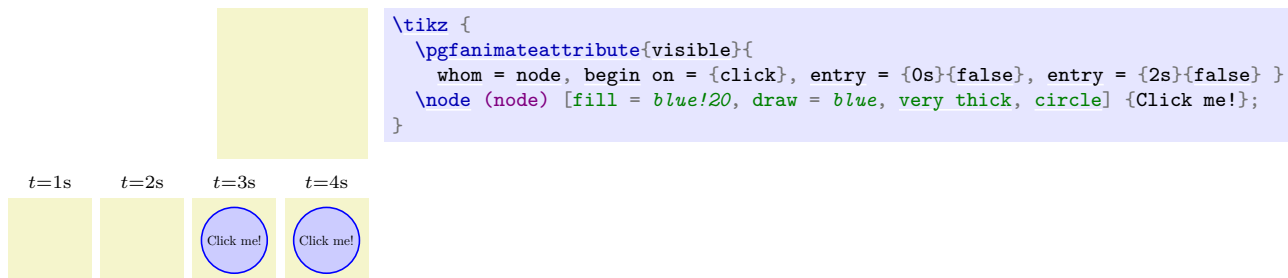 \tikz {
\pgfanimateattribute{visible}{
whom = node, begin on = {click}, entry = {0s}{false}, entry = {2s}{false} }
\node (node) [fill = blue!20, draw = blue, very thick, circle] {Click me!};
}
t=1s t=2s t=3s t=4s
Click me! Click me!